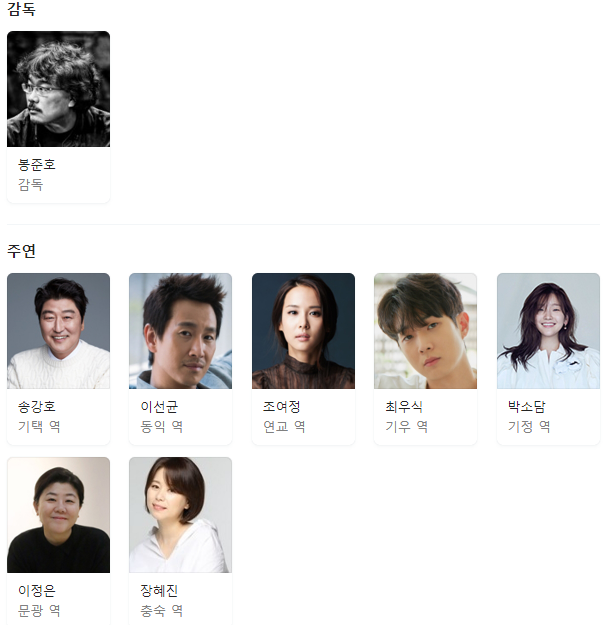 감독
봉준호
감독
주연
송강호
기택 역
이선균
동익 역
조여정
연교 역
최우식
기우 역
박소담
기정 역
이정은
문광 역
장혜진
충숙 역